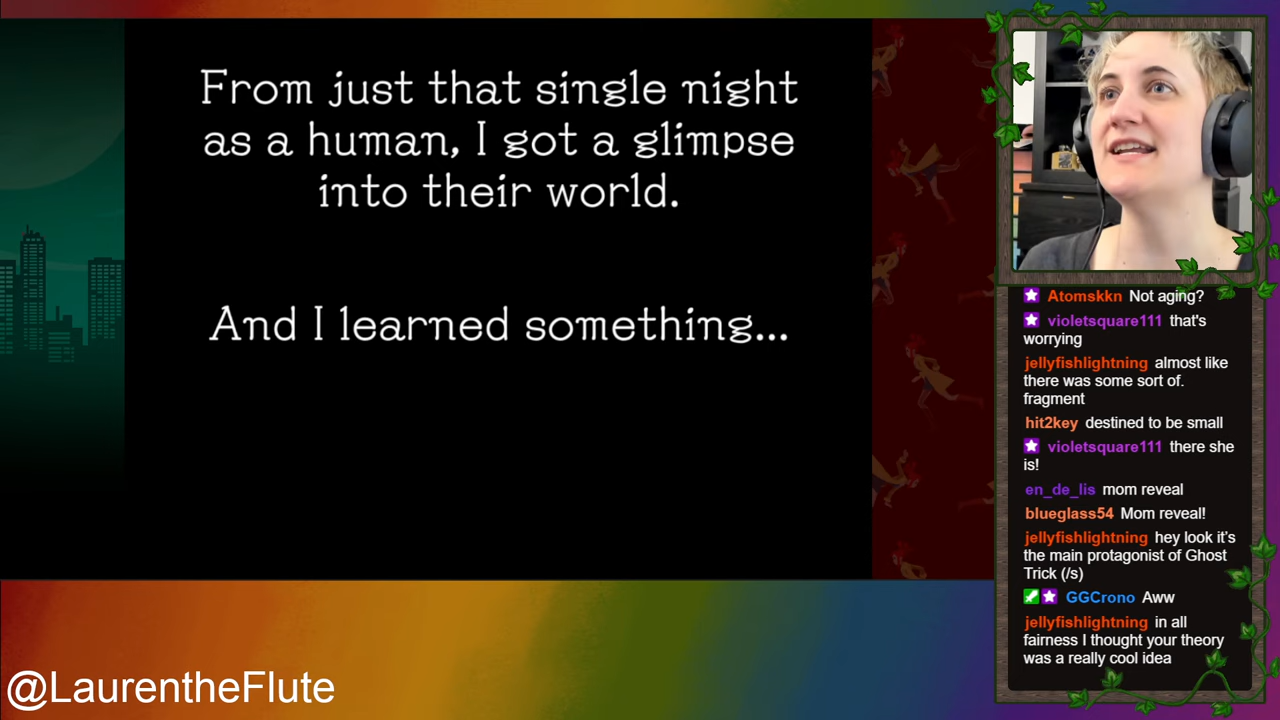 From just that single night
as a human, I got a glimpse
into their world.
And I learned something...
Atomskkn Not aging?
violetsquare111 that's
worrying
jellyfishlightning almost like
there was some sort of.
fragment
hit2key destined to be small
violetsquare111 there she
is!
en_de_lis mom reveal
blueglass54 Mom reveal!
jellyfishlightning hey look it's
the main protagonist of Ghost
Trick (/s)
GGCrono Aww
jellyfishlightning in all
fairness I thought your theory
was a really cool idea
@LaurentheFlute